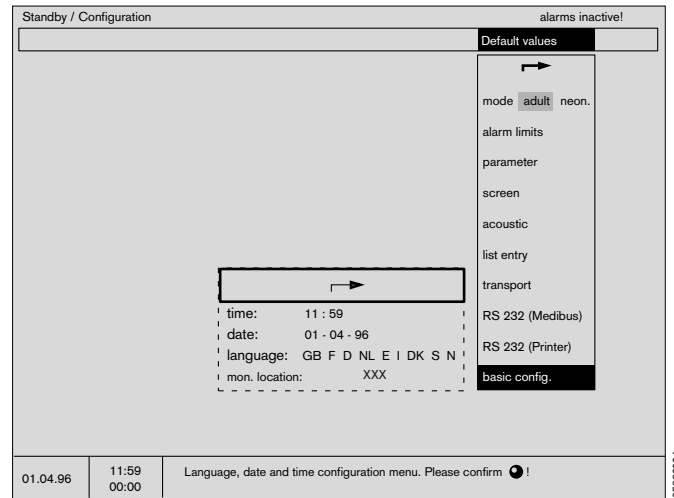 Standby / Configuration alarms inactive!
Default values
mode adult neon.
alarm limits
parameter
screen
acoustic
list entry
transport
RS 232 (Medibus)
RS 232 (Printer)
basic config.
time: 11 : 59
date: 01 - 04 - 96
language: GB F D NL E I DK S N
mon. location: XXX
01.04.96
11:59
00:00
Language, date and time configuration menu. Please confirm !